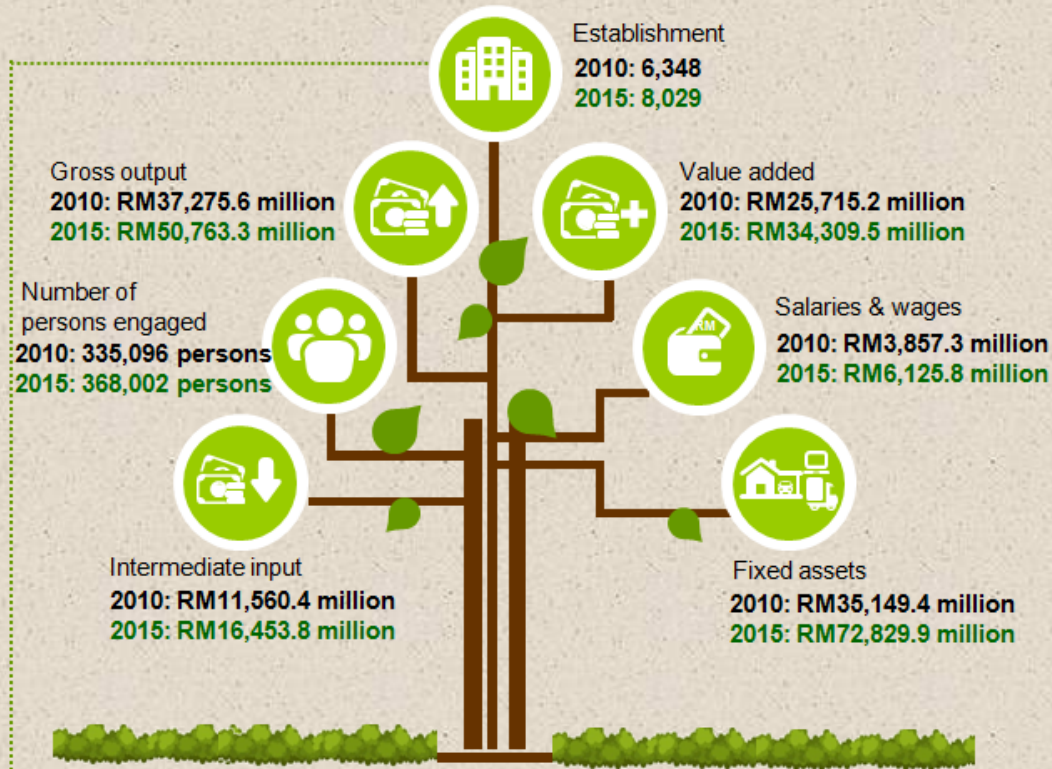 Establishment
2010: 6,348
2015: 8,029
Gross output
2010: RM37,275.6 million
2015: RM50,763.3 million
Value added
2010: RM25,715.2 million
2015: RM34,309.5 million
Number of
persons engaged
2010: 335,096 persons
2015: 368,002 persons
RM
Salaries & wages
2010: RM3,857.3 million
2015: RM6,125.8 million
Intermediate input
2010: RM11,560.4 million
2015: RM16,453.8 million
Fixed assets
2010: RM35,149.4 million
2015: RM72,829.9 million